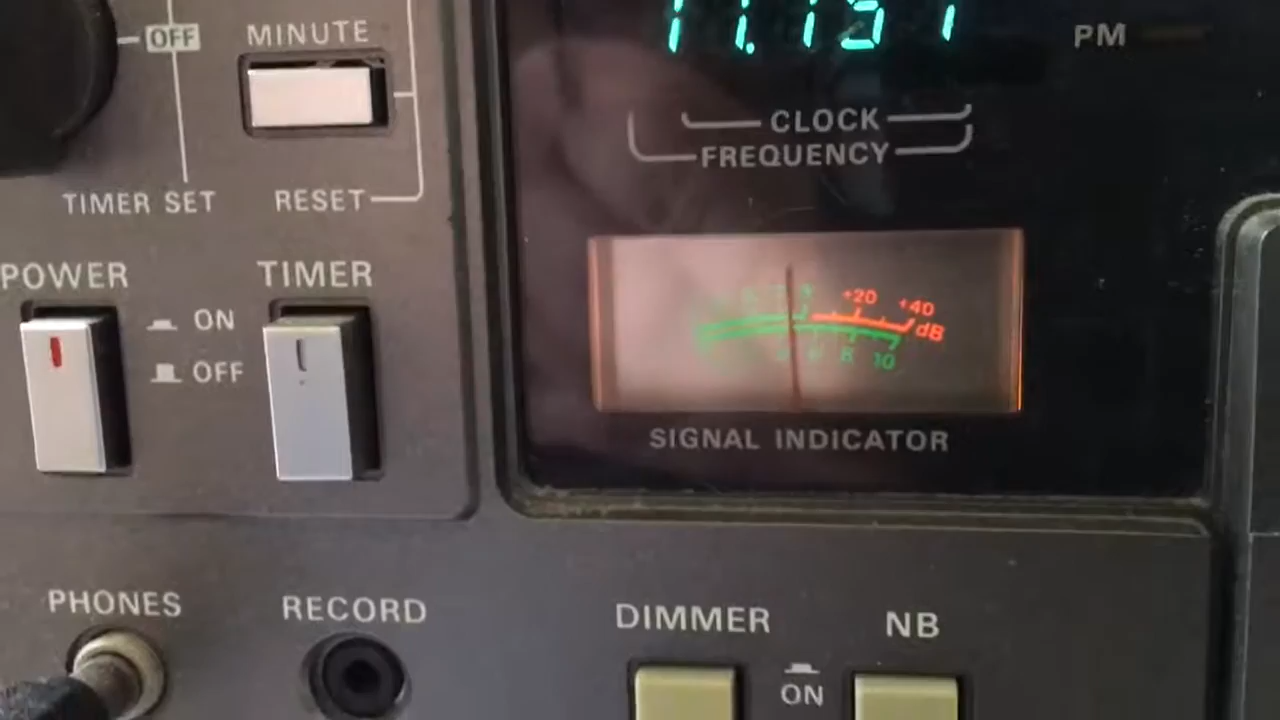 OFF
MINUTE
PM
CLOCK
FREQUENCY
TIMER SET
RESET
POWER
TIMER
ON
OFF
9 +20 +40
dB
8 10
SIGNAL INDICATOR
PHONES
RECORD
DIMMER
NB
ON